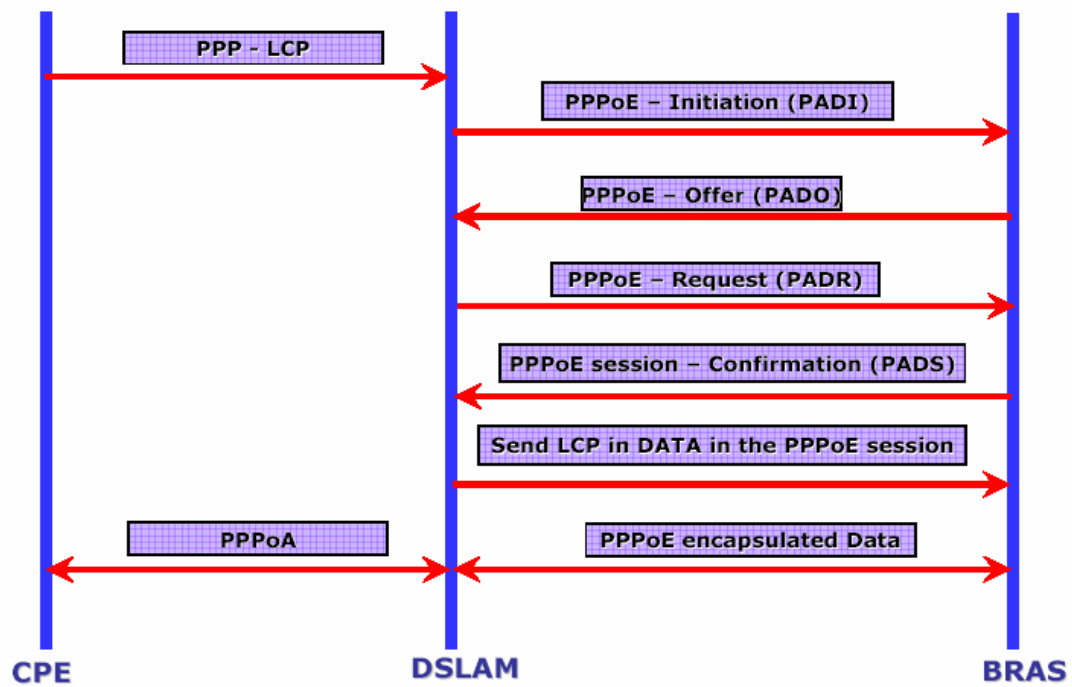 PPP - LCP
PPPoE – Initiation (PADI)
PPPoE – Offer (PADO)
PPPoE – Request (PADR)
PPPoE session – Confirmation (PADS)
Send LCP in DATA in the PPPoE session
PPPoA
PPPoE encapsulated Data
CPE
DSLAM
BRAS